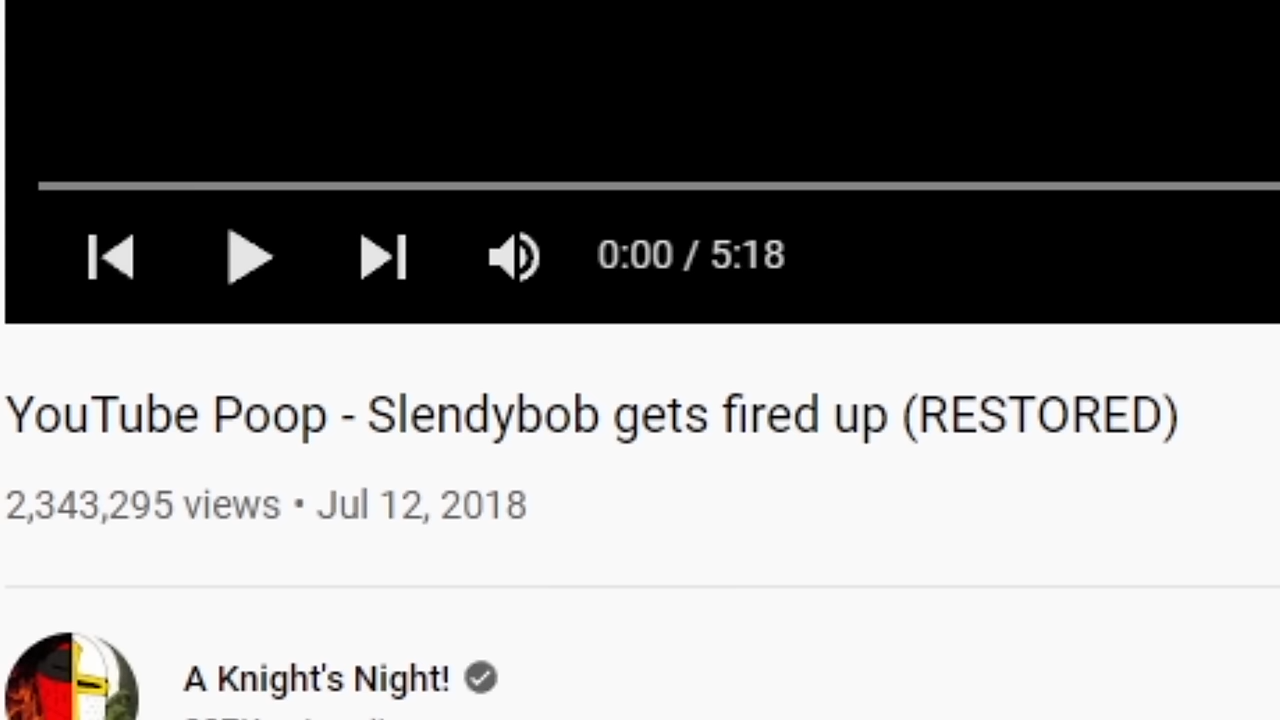 0:00 / 5:18
YouTube Poop - Slendybob gets fired up (RESTORED)
2,343,295 views • Jul 12, 2018
A Knight's Night!